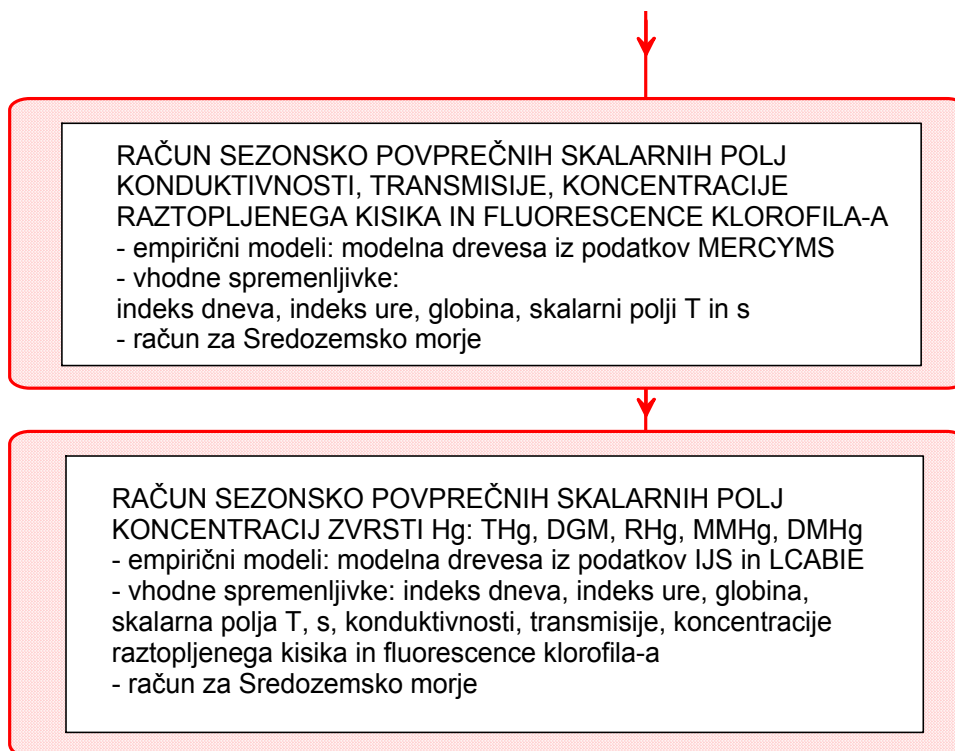 RAČUN SEZONSKO POVPREČNIH SKALARNIH POLJ
KONDUKTIVNOSTI, TRANSMISIJE, KONCENTRACIJE
RAZTOPLJENEGA KISIKA IN FLUORESCENCE KLOROFILA-A
- empirični modeli: modelna drevesa iz podatkov MERCYMS
- vhodne spremenljivke:
indeks dneva, indeks ure, globina, skalarni polji T in s
- račun za Sredozemsko morje
RAČUN SEZONSKO POVPREČNIH SKALARNIH POLJ
KONCENTRACIJ ZVRSTI Hg: THg, DGM, RHg, MMHg, DMHg
- empirični modeli: modelna drevesa iz podatkov IJS in LCABIE
- vhodne spremenljivke: indeks dneva, indeks ure, globina,
skalarna polja T, s, konduktivnosti, transmisije, koncentracije
raztopljenega kisika in fluorescence klorofila-a
- račun za Sredozemsko morje